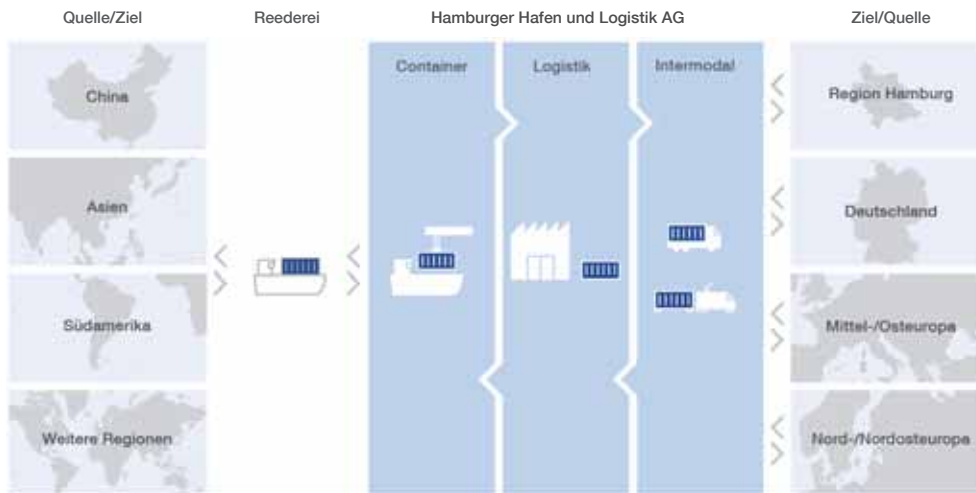 Quelle/Ziel
Reederei
Hamburger Hafen und Logistik AG
Ziel/Quelle
China
Asien
Südamerika
Weitere Regionen
Container
Logistik
Intermodal
Region Hamburg
Deutschland
Mittel-/Osteuropa
Nord-/Nordosteuropa